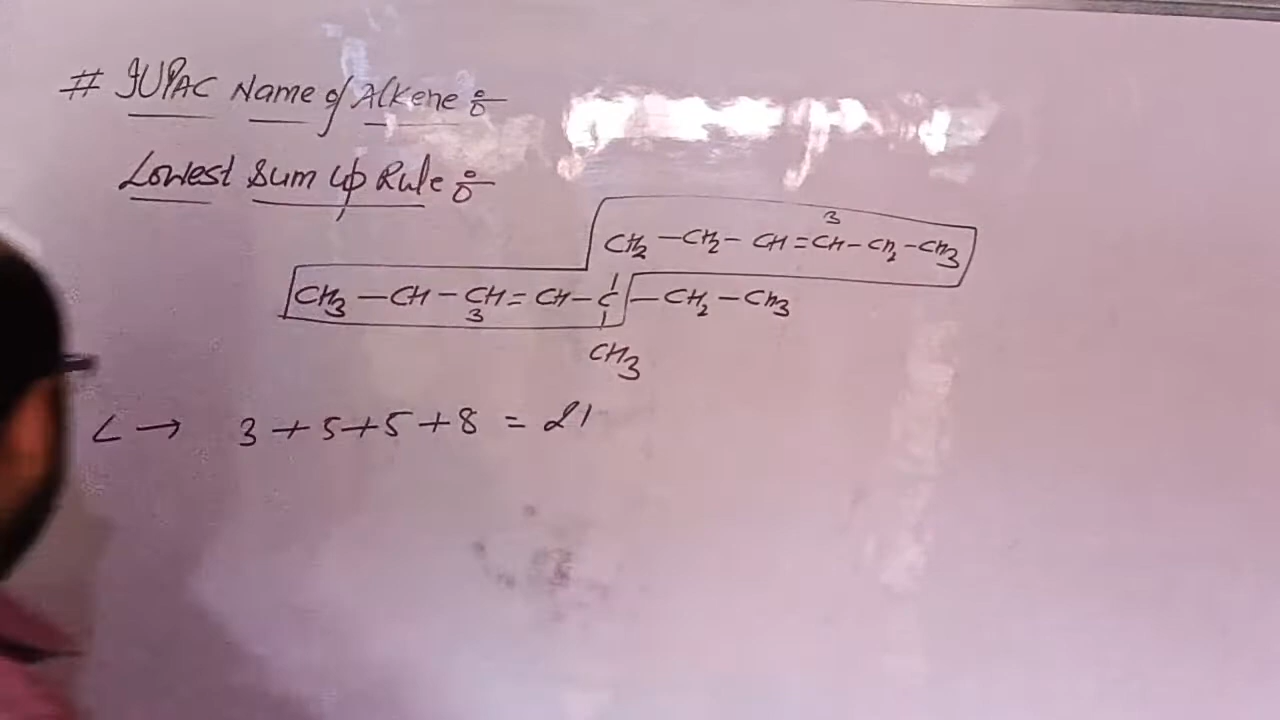 # IUPAC Name of Alkene :-
Lowest Sum up Rule :-
3
CH2 - CH2 - CH = CH - CH2 - CH3
CH3 - CH - CH = CH - C - CH2 - CH3
3
CH3
L → 3 + 5 + 5 + 8 = 21